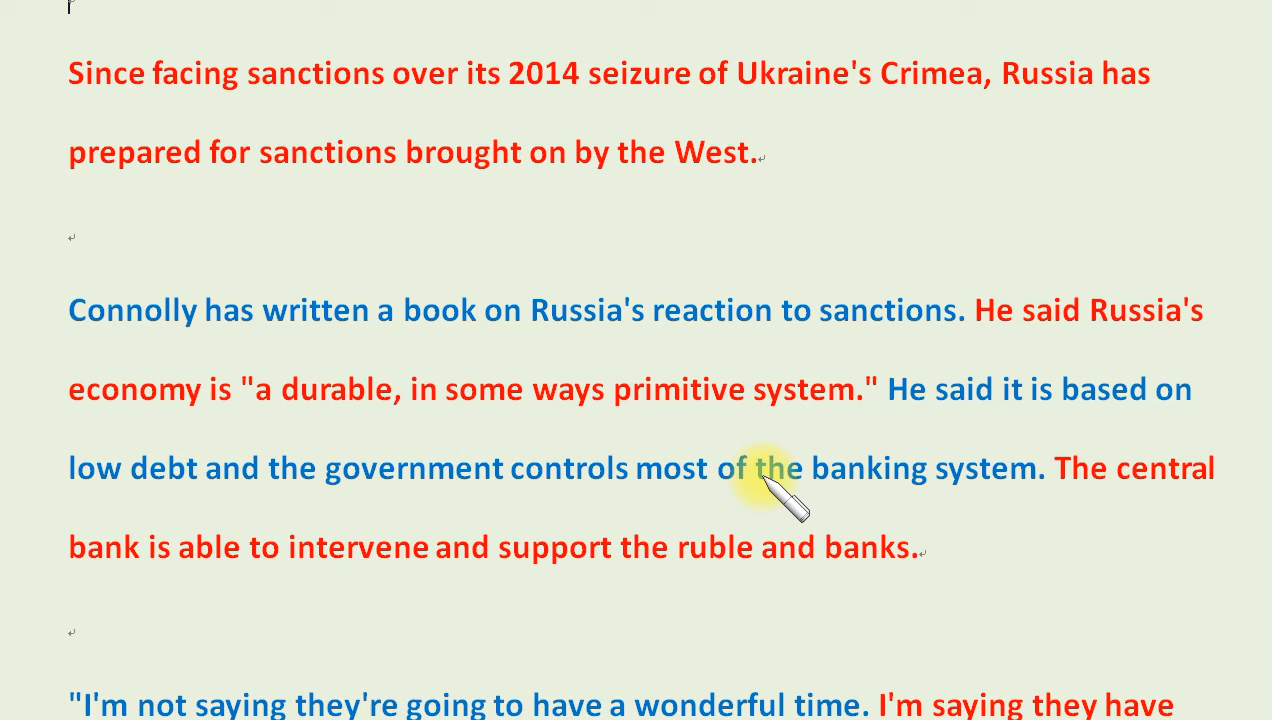 Since facing sanctions over its 2014 seizure of Ukraine's Crimea, Russia has
prepared for sanctions brought on by the West.
Connolly has written a book on Russia's reaction to sanctions. He said Russia's
economy is "a durable, in some ways primitive system." He said it is based on
low debt and the government controls most of the banking system. The central
bank is able to intervene and support the ruble and banks.
"I'm not saying they're going to have a wonderful time. I'm saying they have